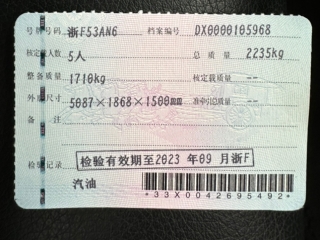 号牌号码 浙F53AN6 档案编号 DX0000105968
核定载人数 5人 总质量 2235kg
整备质量 1710kg 核定载质量 --
外廓尺寸 5087×1868×1500mm 准牵引总质量 --
备注
检验记录 检验有效期至2023 年09 月浙F
汽油
*33X0042695492*